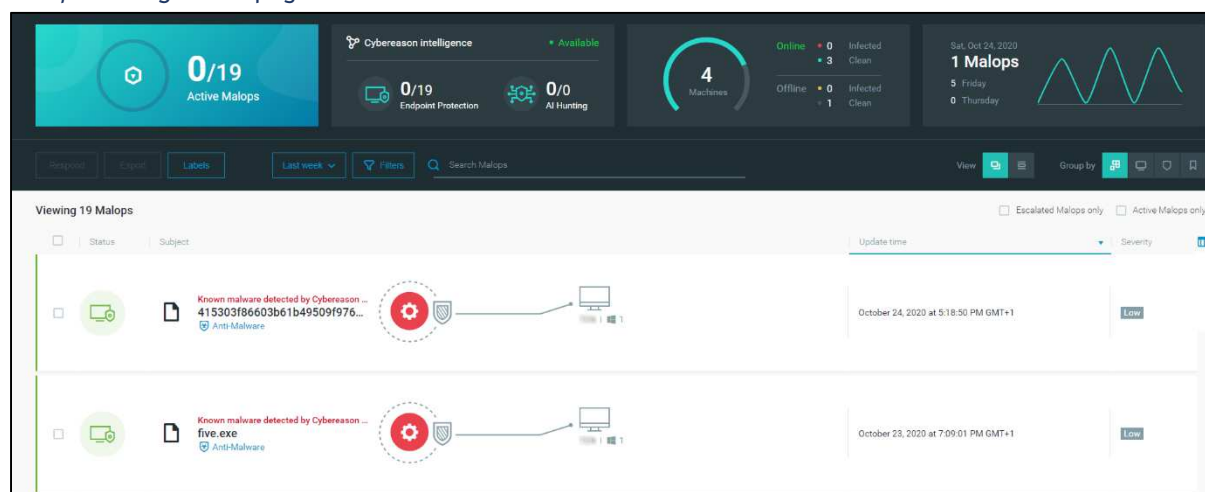 Cybereason intelligence
Available
0/19
Active Malops
0/19
Endpoint Protection
0/0
AI Hunting
4
Machines
Online
0 Infected
3 Clean
Offline
0 Infected
1 Clean
Sat, Oct 24, 2020
1 Malops
5 Friday
0 Thursday
Respond
Export
Labels
Last week
Filters
Search Malops
View
Group by
Viewing 19 Malops
Escalated Malops only
Active Malops only
Status
Subject
Update time
Severity
Known malware detected by Cybereason ...
415303f86603b61b49509f976...
Anti-Malware
1
October 24, 2020 at 5:18:50 PM GMT+1
Low
Known malware detected by Cybereason ...
five.exe
Anti-Malware
1
October 23, 2020 at 7:09:01 PM GMT+1
Low